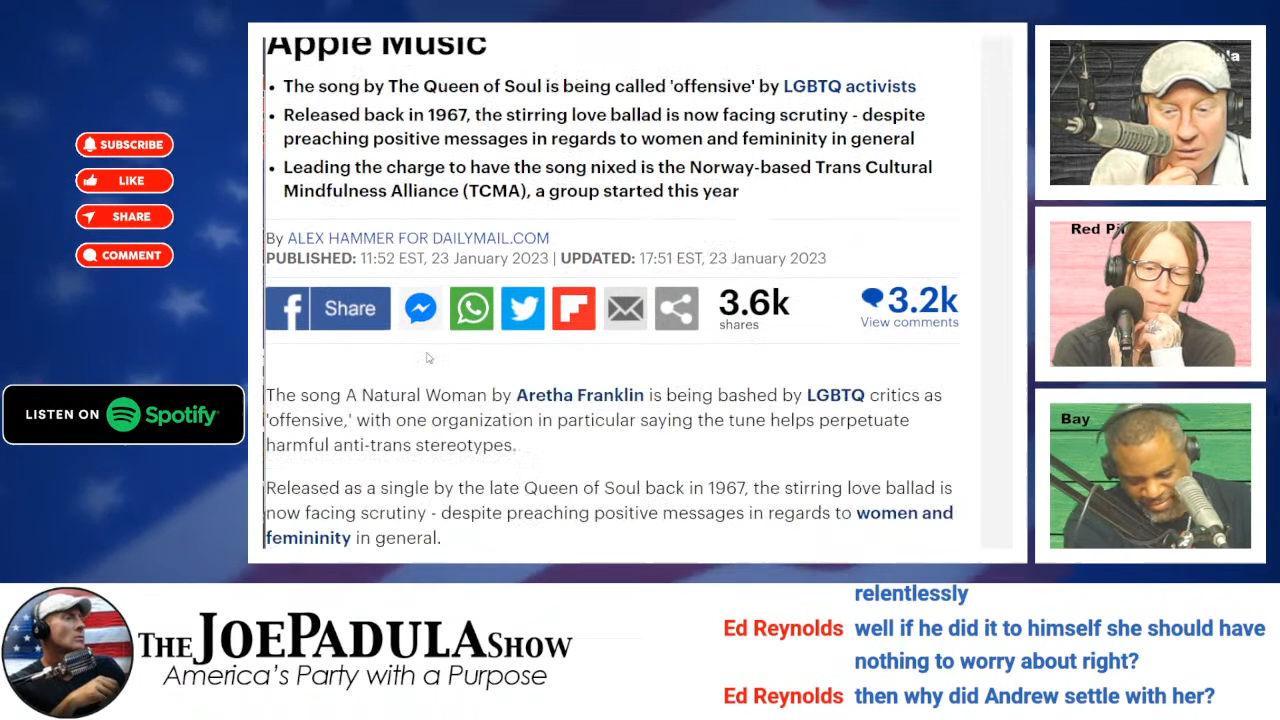 Apple Music
• The song by The Queen of Soul is being called 'offensive' by LGBTQ activists
• Released back in 1967, the stirring love ballad is now facing scrutiny - despite
preaching positive messages in regards to women and femininity in general
• Leading the charge to have the song nixed is the Norway-based Trans Cultural
Mindfulness Alliance (TCMA), a group started this year
By ALEX HAMMER FOR DAILYMAIL.COM
PUBLISHED: 11:52 EST, 23 January 2023 | UPDATED: 17:51 EST, 23 January 2023
Share
3.6k
shares
3.2k
View comments
The song A Natural Woman by Aretha Franklin is being bashed by LGBTQ critics as
'offensive,' with one organization in particular saying the tune helps perpetuate
harmful anti-trans stereotypes.
Released as a single by the late Queen of Soul back in 1967, the stirring love ballad is
now facing scrutiny - despite preaching positive messages in regards to women and
femininity in general.
SUBSCRIBE
LIKE
SHARE
COMMENT
LISTEN ON Spotify
Red Pi
Bay
THE JOEPADULA SHOW
America's Party with a Purpose
relentlessly
Ed Reynolds well if he did it to himself she should have
nothing to worry about right?
Ed Reynolds then why did Andrew settle with her?